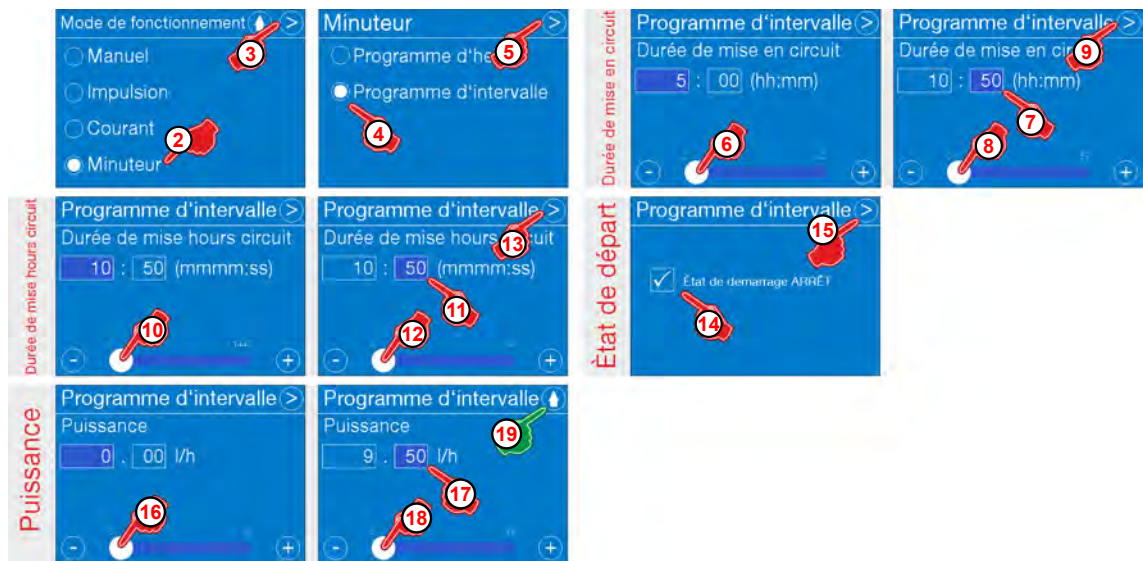 Mode de fonctionnement >
Manuel
Impulsion
Courant
Minuteur
2
3
Minuteur >
Programme d'he
Programme d'intervalle
4
5
Durée de mise en circuit
Programme d'intervalle >
Durée de mise en circuit
5 : 00 (hh:mm)
6
- +
Programme d'intervalle >
Durée de mise en cir
10 : 50 (hh:mm)
7
8
9
- +
Durée de mise hours circuit
Programme d'intervalle >
Durée de mise hours circuit
10 : 50 (mmmm:ss)
10
- +
Programme d'intervalle >
Durée de mise hours circuit
10 : 50 (mmmm:ss)
11
12
13
- +
Ètat de départ
Programme d'intervalle >
✓ État de demarrage ARRÊT
14
15
Puissance
Programme d'intervalle >
Puissance
0 . 00 l/h
16
- +
Programme d'intervalle
Puissance
9 . 50 l/h
17
18
19
- +